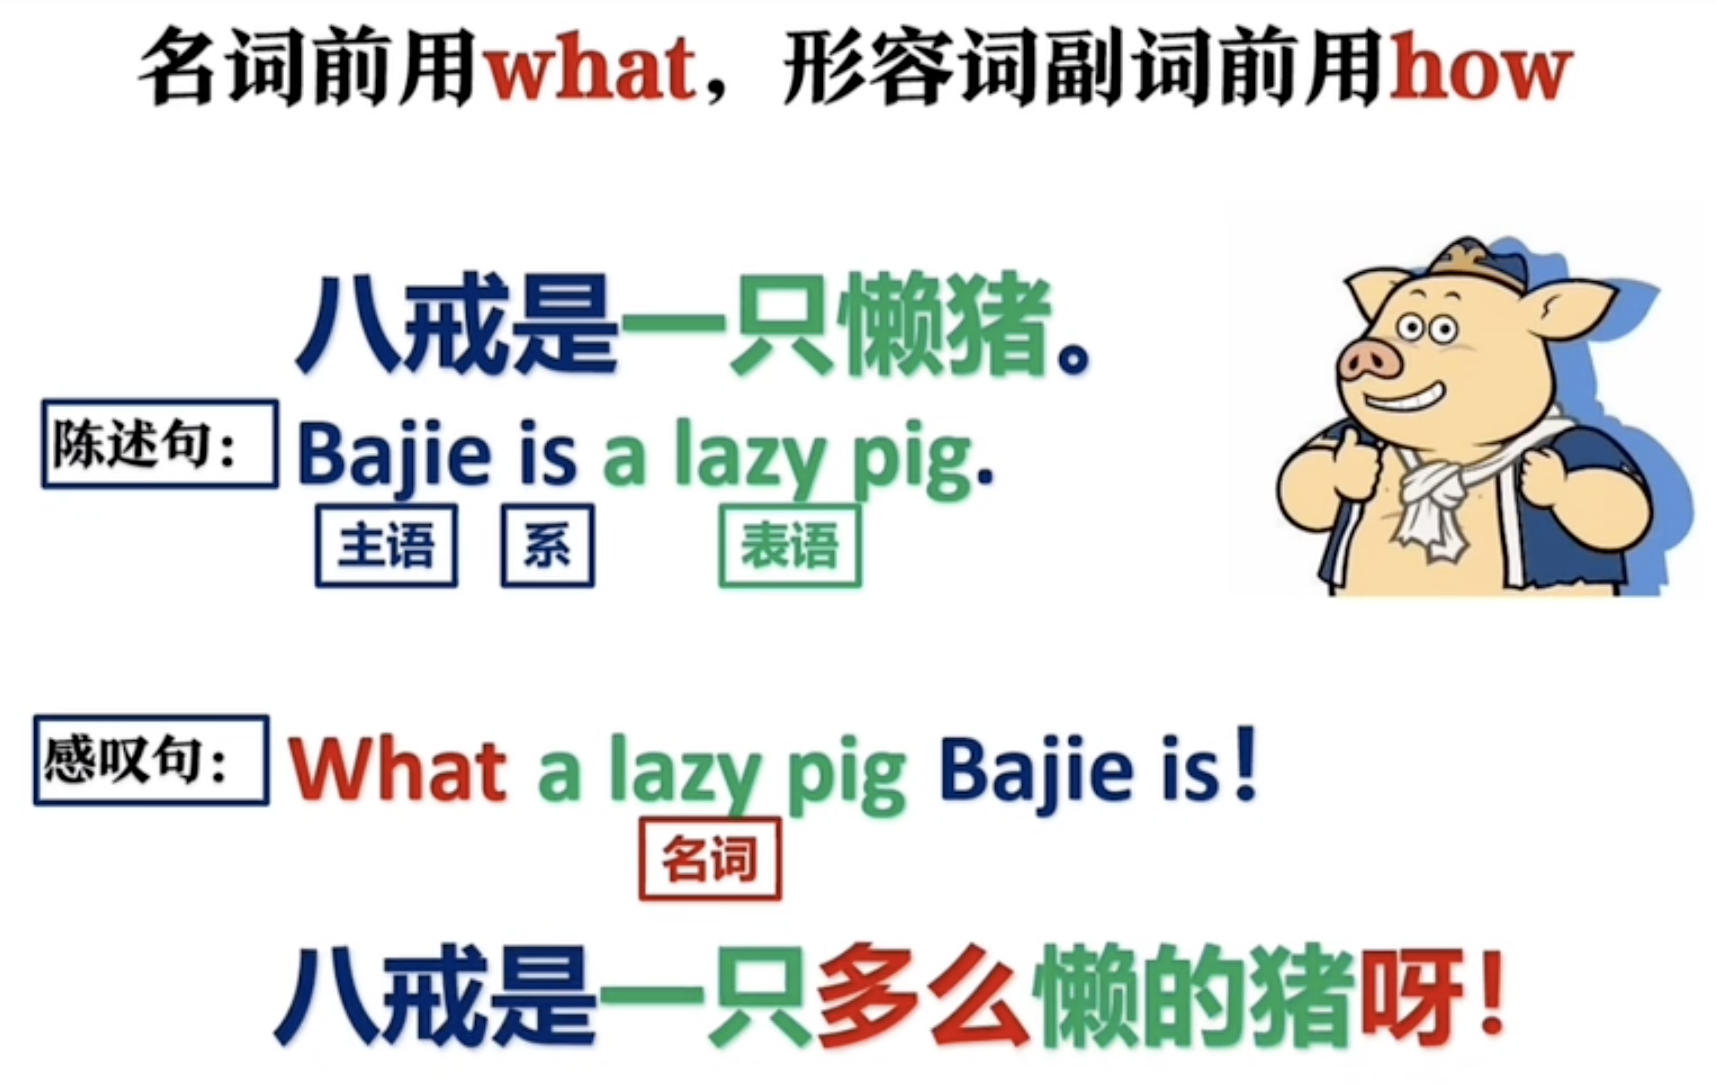 名词前用what，形容词副词前用how
八戒是一只懒猪。
陈述句：Bajie is a lazy pig.
主语 系 表语
感叹句：What a lazy pig Bajie is！
名词
八戒是一只多么懒的猪呀！